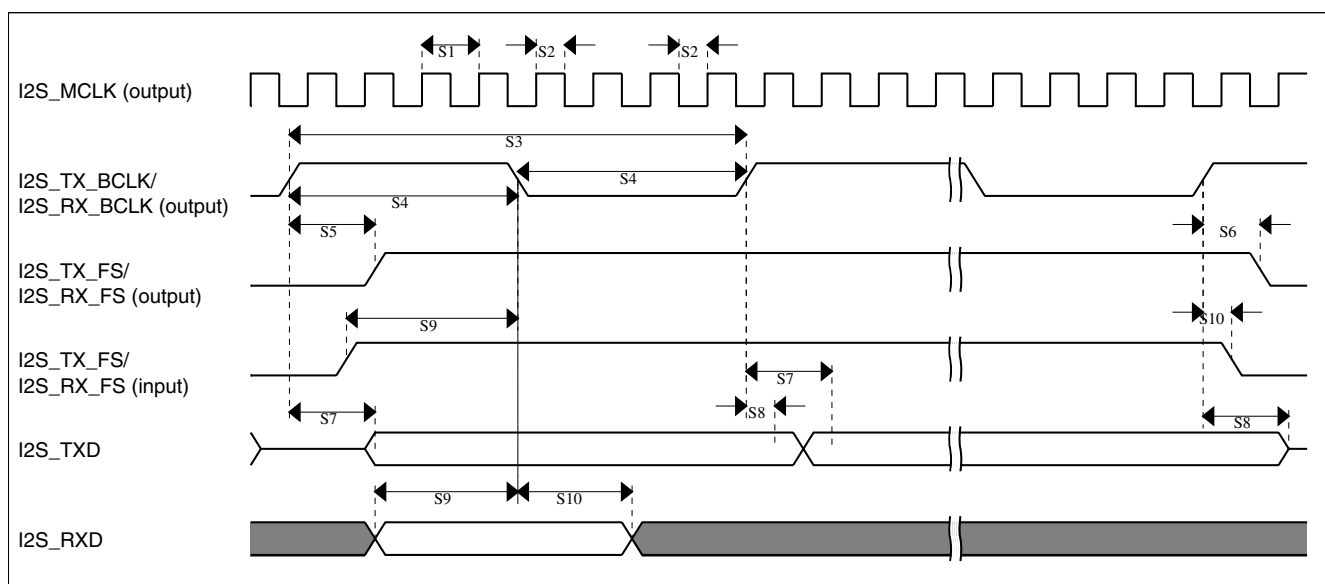 S1
S2
S2
I2S_MCLK (output)
S3
I2S_TX_BCLK/
I2S_RX_BCLK (output)
S4
S4
S5
S6
I2S_TX_FS/
I2S_RX_FS (output)
S9
S10
I2S_TX_FS/
I2S_RX_FS (input)
S7
S7
S8
S8
I2S_TXD
S9
S10
I2S_RXD